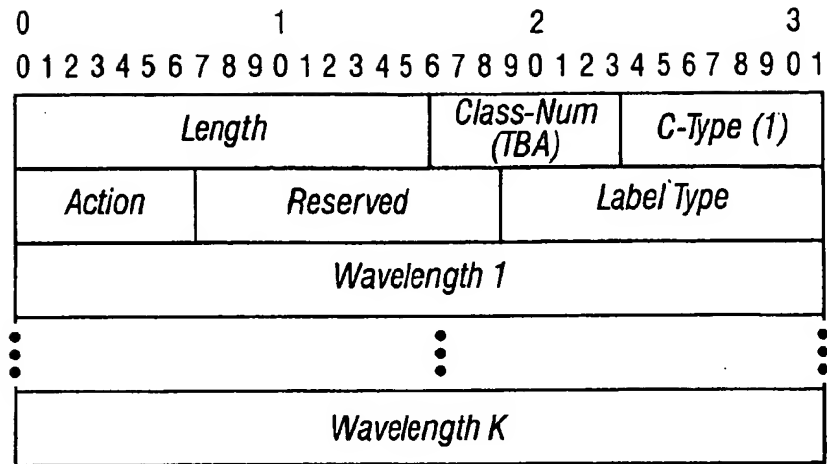 0 1 2 3
0 1 2 3 4 5 6 7 8 9 0 1 2 3 4 5 6 7 8 9 0 1 2 3 4 5 6 7 8 9 0 1
Length Class-Num (TBA) C-Type (1)
Action Reserved Label Type
Wavelength 1
Wavelength K